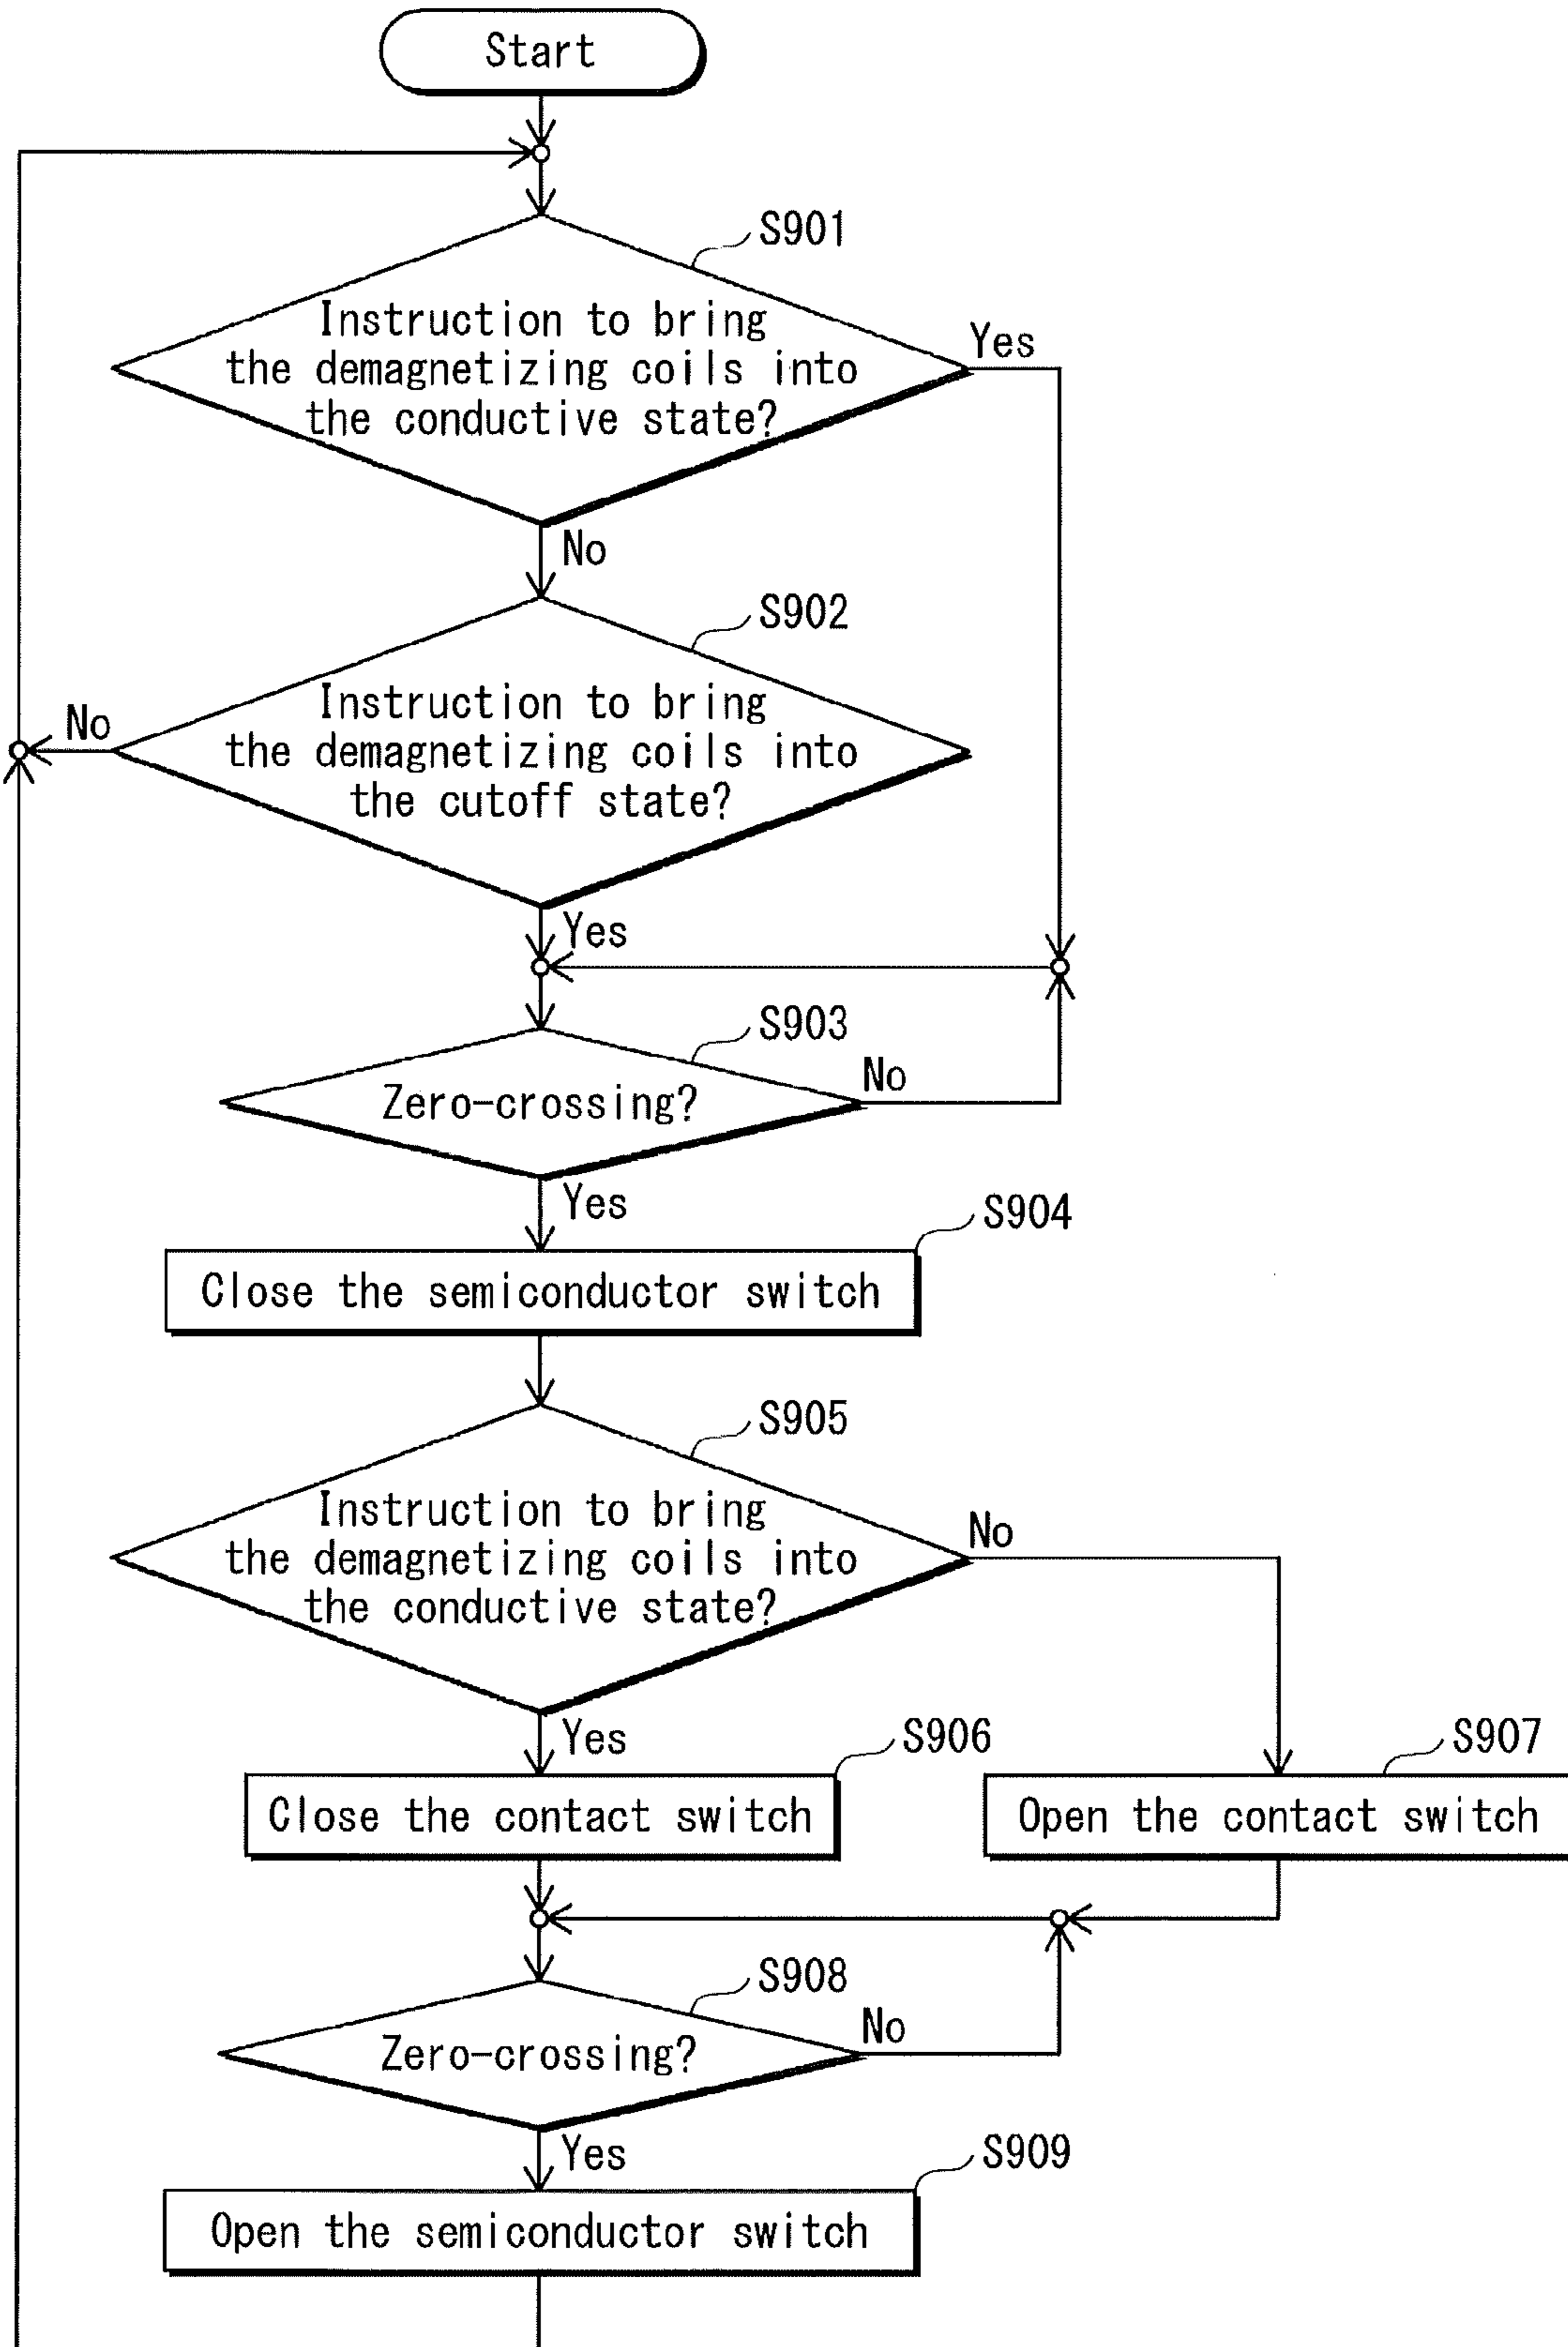 Start
S901
Instruction to bring
the demagnetizing coils into
the conductive state?
Yes
No
S902
Instruction to bring
the demagnetizing coils into
the cutoff state?
No
Yes
S903
Zero-crossing?
No
Yes
S904
Close the semiconductor switch
S905
Instruction to bring
the demagnetizing coils into
the conductive state?
No
Yes
S906
Close the contact switch
S907
Open the contact switch
S908
Zero-crossing?
No
Yes
S909
Open the semiconductor switch